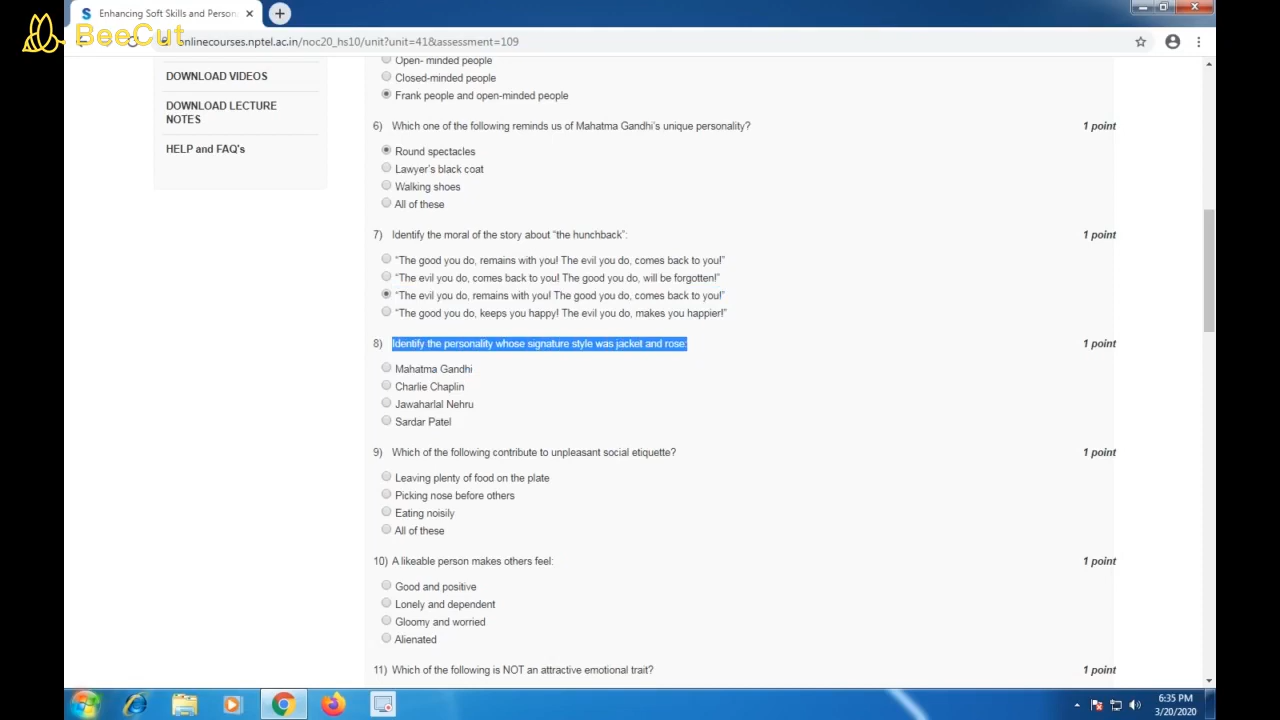 Enhancing Soft Skills and Person
BeeCut
onlinecourses.nptel.ac.in/noc20_hs10/unit?unit=41&assessment=109
DOWNLOAD VIDEOS
DOWNLOAD LECTURE
NOTES
HELP and FAQ's
Open- minded people
Closed-minded people
Frank people and open-minded people
6) Which one of the following reminds us of Mahatma Gandhi's unique personality? 1 point
Round spectacles
Lawyer's black coat
Walking shoes
All of these
7) Identify the moral of the story about "the hunchback": 1 point
"The good you do, remains with you! The evil you do, comes back to you!"
"The evil you do, comes back to you! The good you do, will be forgotten!"
"The evil you do, remains with you! The good you do, comes back to you!"
"The good you do, keeps you happy! The evil you do, makes you happier!"
8) Identify the personality whose signature style was jacket and rose: 1 point
Mahatma Gandhi
Charlie Chaplin
Jawaharlal Nehru
Sardar Patel
9) Which of the following contribute to unpleasant social etiquette? 1 point
Leaving plenty of food on the plate
Picking nose before others
Eating noisily
All of these
10) A likeable person makes others feel: 1 point
Good and positive
Lonely and dependent
Gloomy and worried
Alienated
11) Which of the following is NOT an attractive emotional trait? 1 point
6:35 PM
3/20/2020